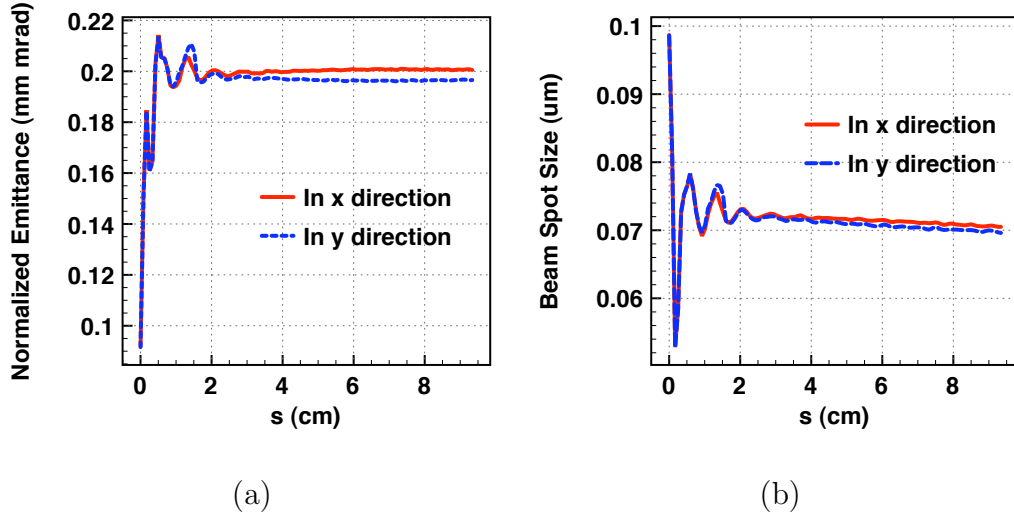 Normalized Emittance (mm mrad)
0.22
0.2
0.18
0.16
0.14
0.12
0.1
In x direction
In y direction
0 2 4 6 8
s (cm)
(a)
Beam Spot Size (um)
0.1
0.09
0.08
0.07
0.06
In x direction
In y direction
0 2 4 6 8
s (cm)
(b)